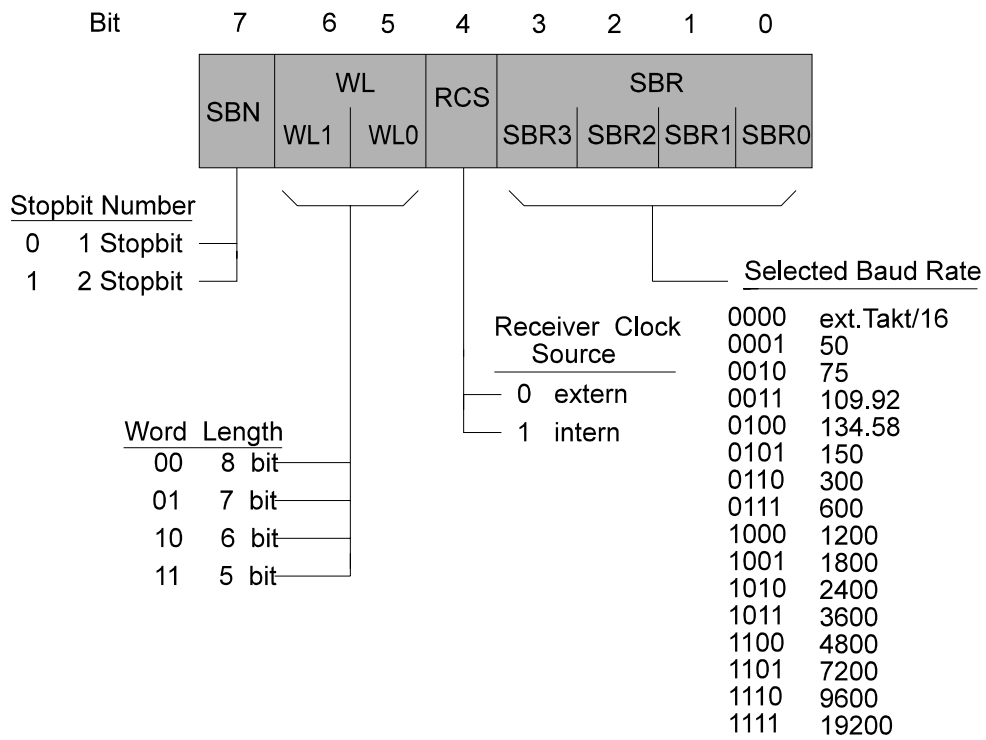 Bit 7 6 5 4 3 2 1 0
SBN WL RCS SBR
WL1 WL0 SBR3 SBR2 SBR1 SBR0
Stopbit Number
0 1 Stopbit
1 2 Stopbit
Word Length
00 8 bit
01 7 bit
10 6 bit
11 5 bit
Receiver Clock
Source
0 extern
1 intern
Selected Baud Rate
0000 ext.Takt/16
0001 50
0010 75
0011 109.92
0100 134.58
0101 150
0110 300
0111 600
1000 1200
1001 1800
1010 2400
1011 3600
1100 4800
1101 7200
1110 9600
1111 19200